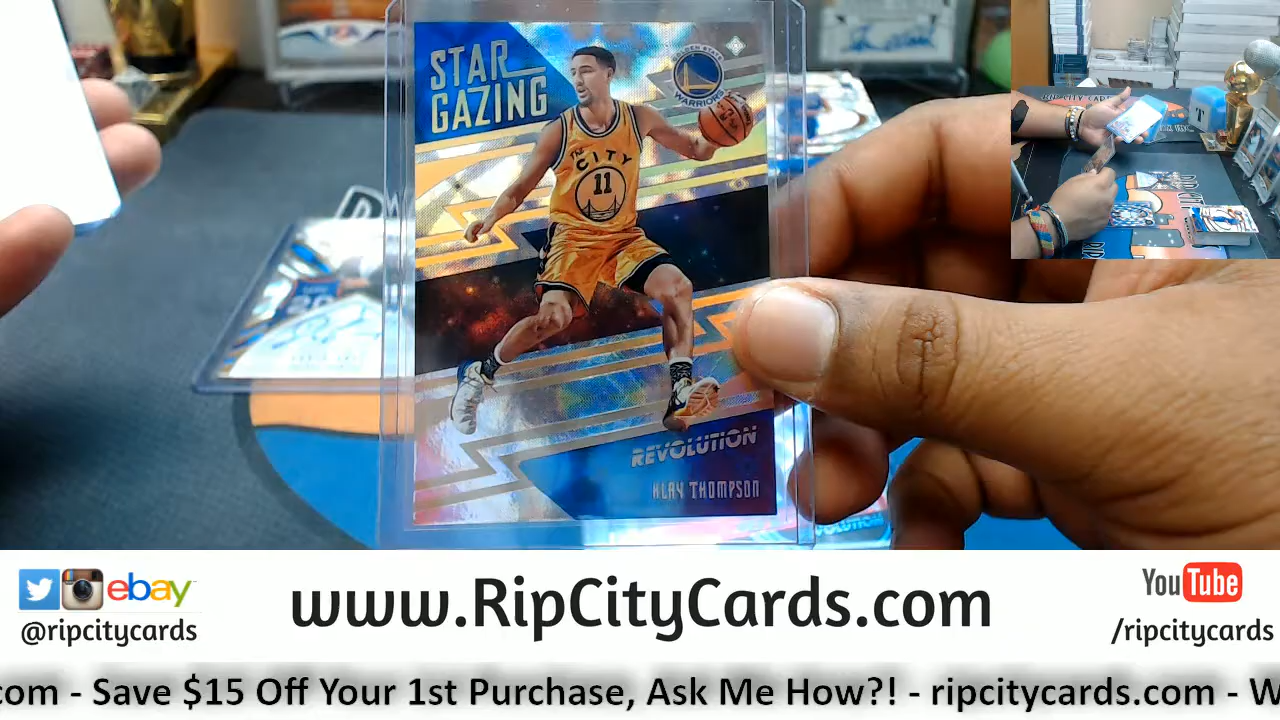 STAR
GAZING
GOLDEN STATE
WARRIORS
THE
CITY
11
REVOLUTION
KLAY THOMPSON
REVOLUTION
ebay
@ripcitycards
www.RipCityCards.com
YouTube
/ripcitycards
com - Save $15 Off Your 1st Purchase, Ask Me How?! - ripcitycards.com - W